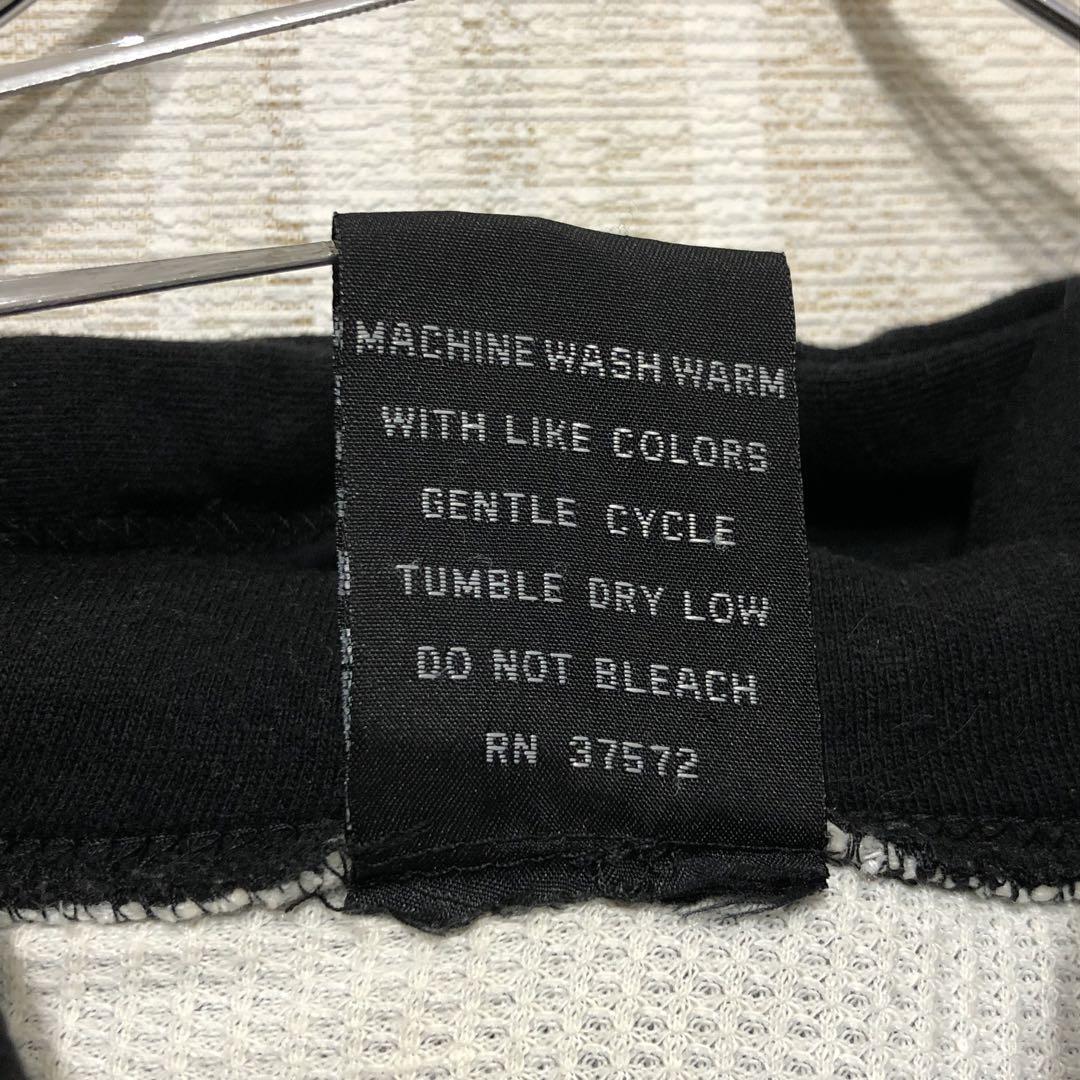 MACHINE WASH WARM
WITH LIKE COLORS
GENTLE CYCLE
TUMBLE DRY LOW
DO NOT BLEACH
RN 37572